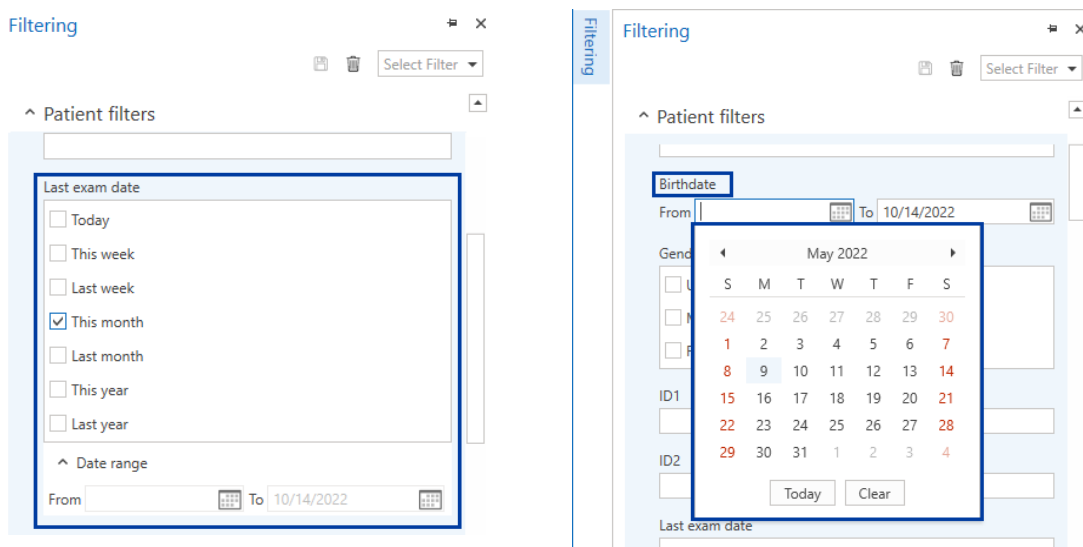 Filtering
Select Filter
Patient filters
Last exam date
Today
This week
Last week
This month
Last month
This year
Last year
Date range
From To 10/14/2022
Filtering
Filtering
Select Filter
Patient filters
Birthdate
From To 10/14/2022
Gend
May 2022
S M T W T F S
24 25 26 27 28 29 30
1 2 3 4 5 6 7
8 9 10 11 12 13 14
15 16 17 18 19 20 21
22 23 24 25 26 27 28
29 30 31 1 2 3 4
Today Clear
ID1
ID2
Last exam date